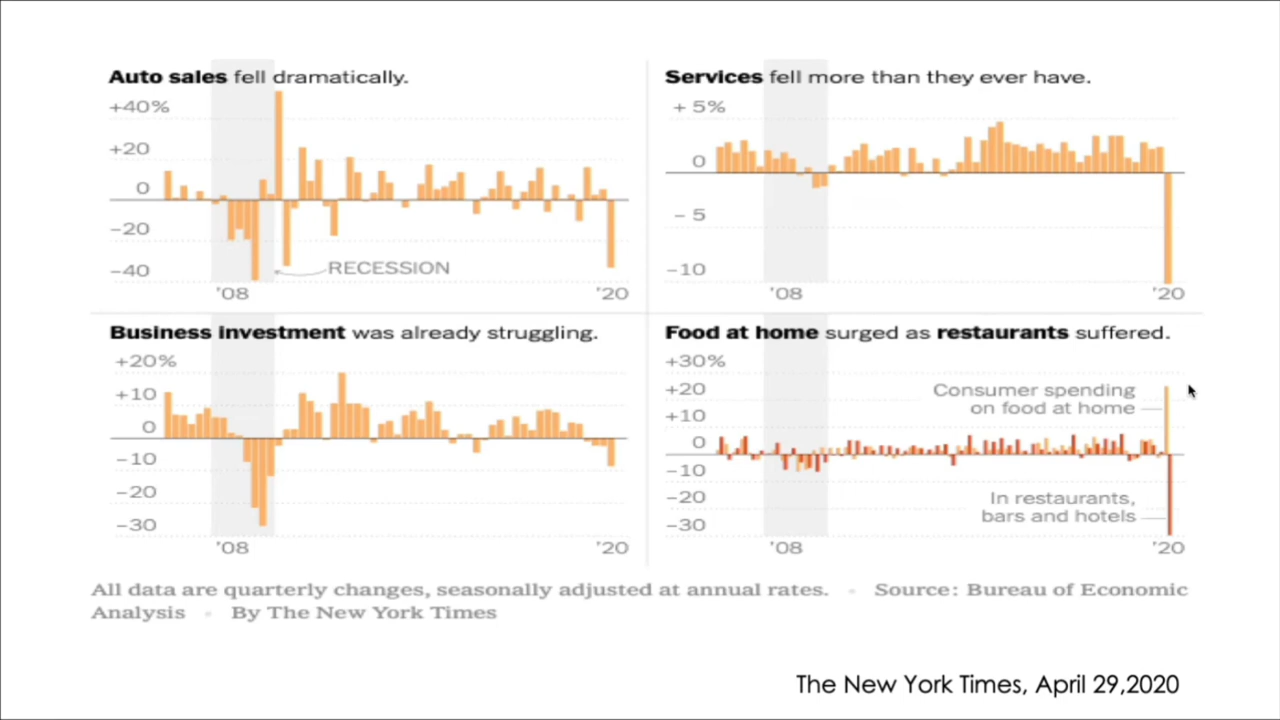 Auto sales fell dramatically.
+40%
+20
0
−20
−40
RECESSION
'08
'20
Services fell more than they ever have.
+ 5%
0
− 5
−10
'08
'20
Business investment was already struggling.
+20%
+10
0
−10
−20
−30
'08
'20
Food at home surged as restaurants suffered.
+30%
+20
+10
0
−10
−20
−30
Consumer spending
on food at home
In restaurants,
bars and hotels
'08
'20
All data are quarterly changes, seasonally adjusted at annual rates. • Source: Bureau of Economic
Analysis • By The New York Times
The New York Times, April 29,2020